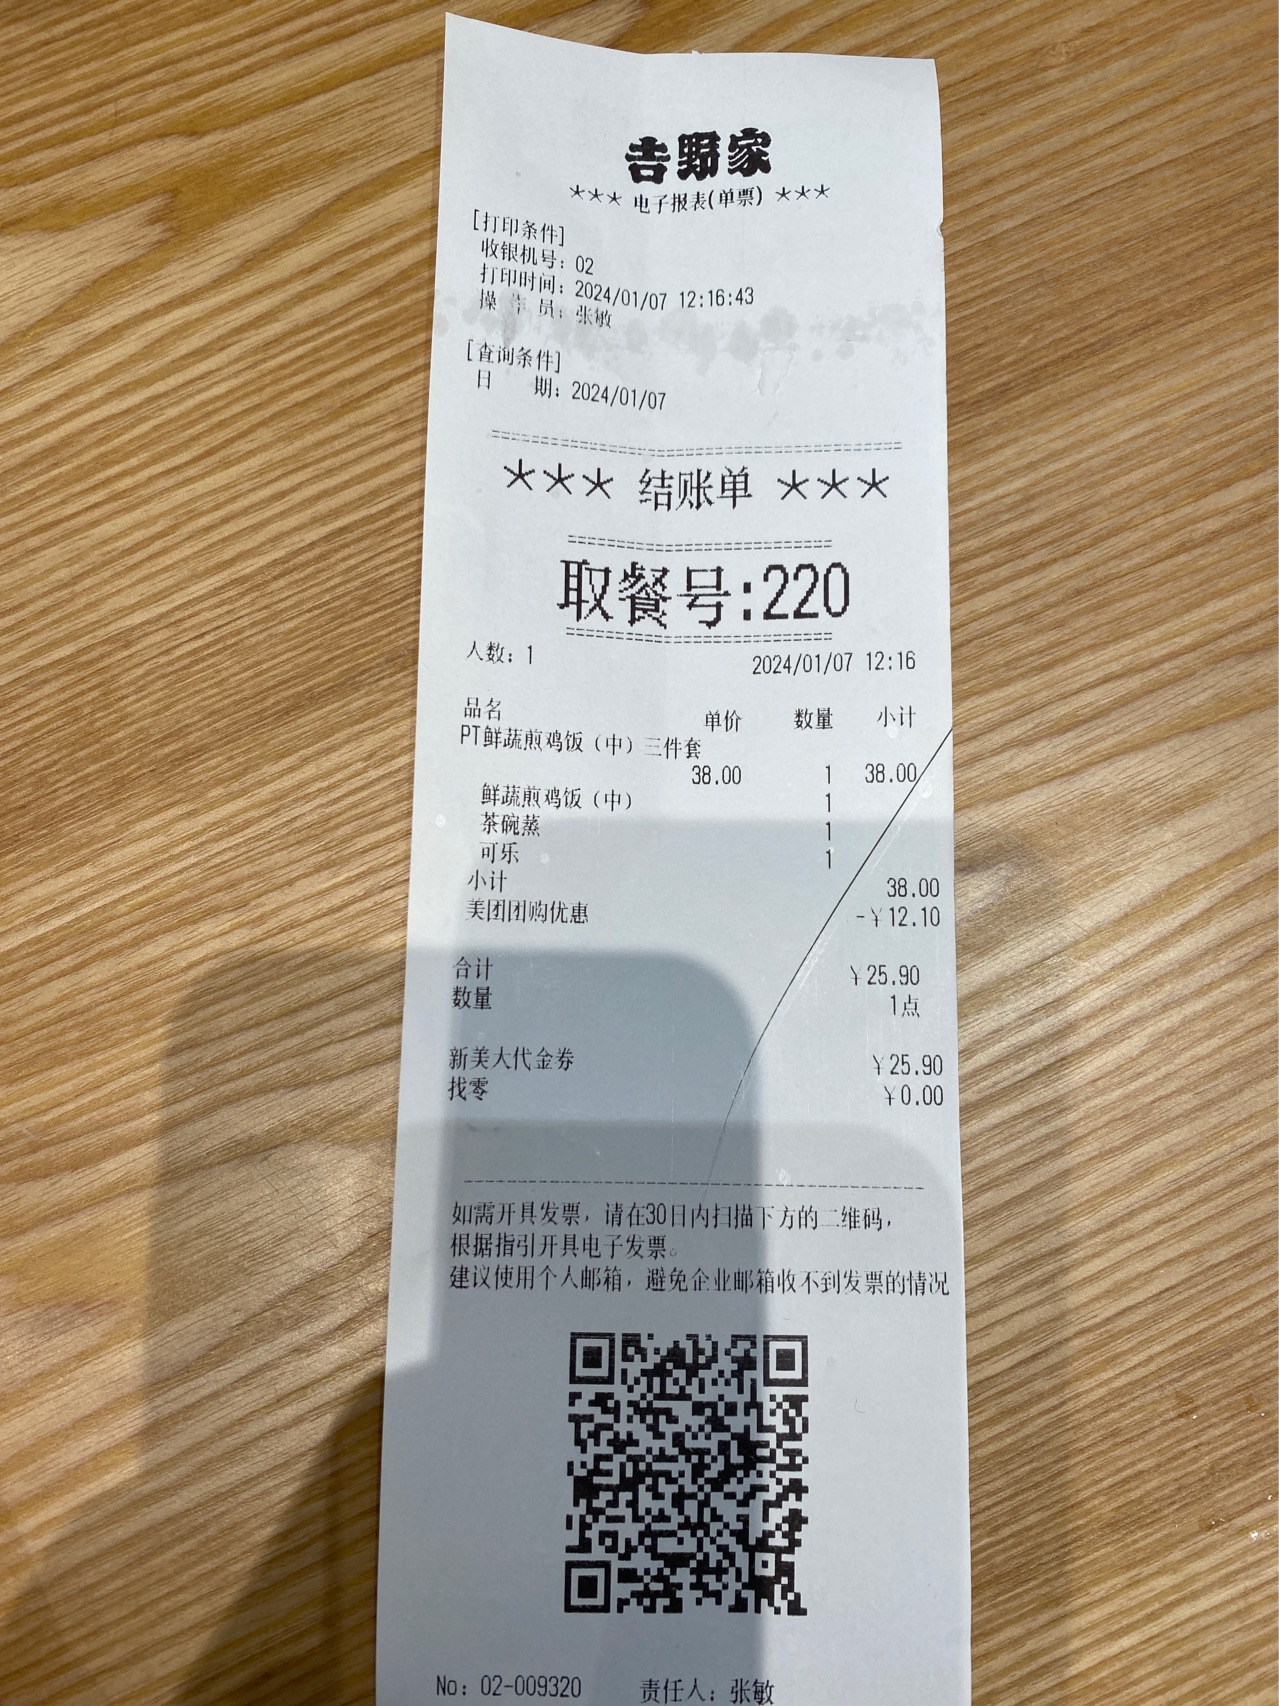 吉野家
*** 电子报表(单票) ***
[打印条件]
收银机号: 02
打印时间: 2024/01/07 12:16:43
操 作 员: 张敏
[查询条件]
日 期: 2024/01/07
*** 结账单 ***
取餐号:220
人数: 1 2024/01/07 12:16
品名 单价 数量 小计
PT鲜蔬煎鸡饭（中）三件套
38.00 1 38.00
鲜蔬煎鸡饭（中） 1
茶碗蒸 1
可乐 1
小计 38.00
美团团购优惠 -￥12.10
合计 ￥25.90
数量 1点
新美大代金券 ￥25.90
找零 ￥0.00
如需开具发票，请在30日内扫描下方的二维码，
根据指引开具电子发票。
建议使用个人邮箱，避免企业邮箱收不到发票的情况
No: 02-009320 责任人: 张敏